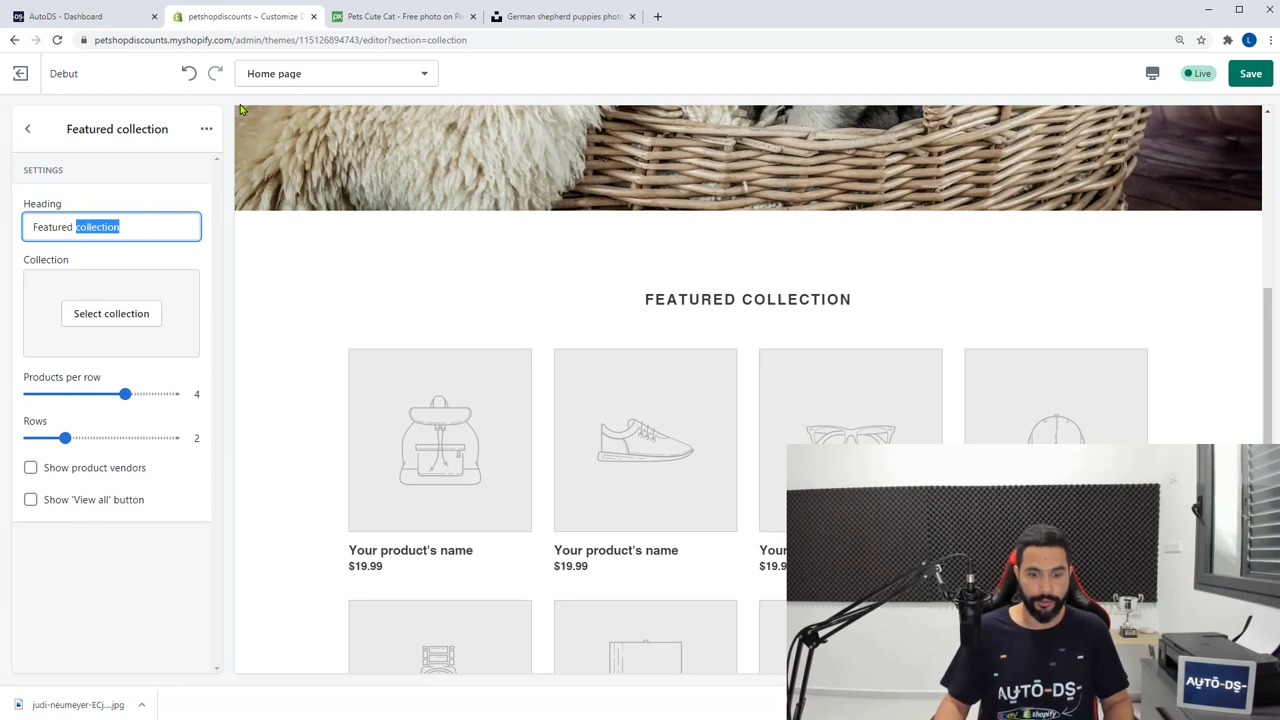 AutoDS - Dashboard
petshopdiscounts ~ Customize D
Pets Cute Cat - Free photo on Pi
German shepherd puppies phot
petshopdiscounts.myshopify.com/admin/themes/115126894743/editor?section=collection
L
Debut
Home page
Live
Save
Featured collection
SETTINGS
Heading
Featured collection
Collection
Select collection
Products per row
4
Rows
2
Show product vendors
Show 'View all' button
FEATURED COLLECTION
Your product's name
Your product's name
You
$19.99
$19.99
$19.9
AUTO-DS-
shopify
AUTO-DS-
judi-neumeyer-ECj....jpg